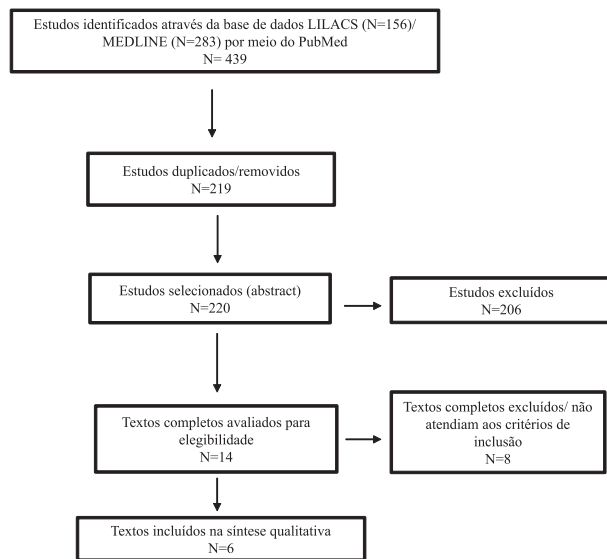 Estudos identificados através da base de dados LILACS (N=156)/
MEDLINE (N=283) por meio do PubMed
N= 439
Estudos duplicados/removidos
N=219
Estudos selecionados (abstract)
N=220
Estudos excluídos
N=206
Textos completos avaliados para
elegibilidade
N=14
Textos completos excluídos/ não
atendiam aos critérios de
inclusão
N=8
Textos incluídos na síntese qualitativa
N=6